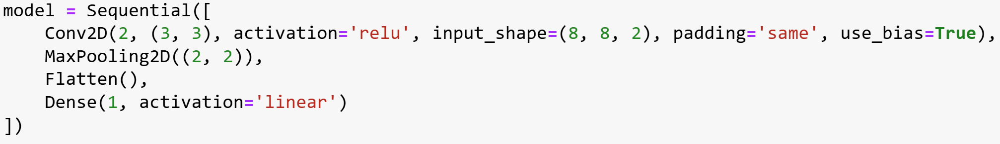 model = Sequential([
    Conv2D(2, (3, 3), activation='relu', input_shape=(8, 8, 2), padding='same', use_bias=True),
    MaxPooling2D((2, 2)),
    Flatten(),
    Dense(1, activation='linear')
])